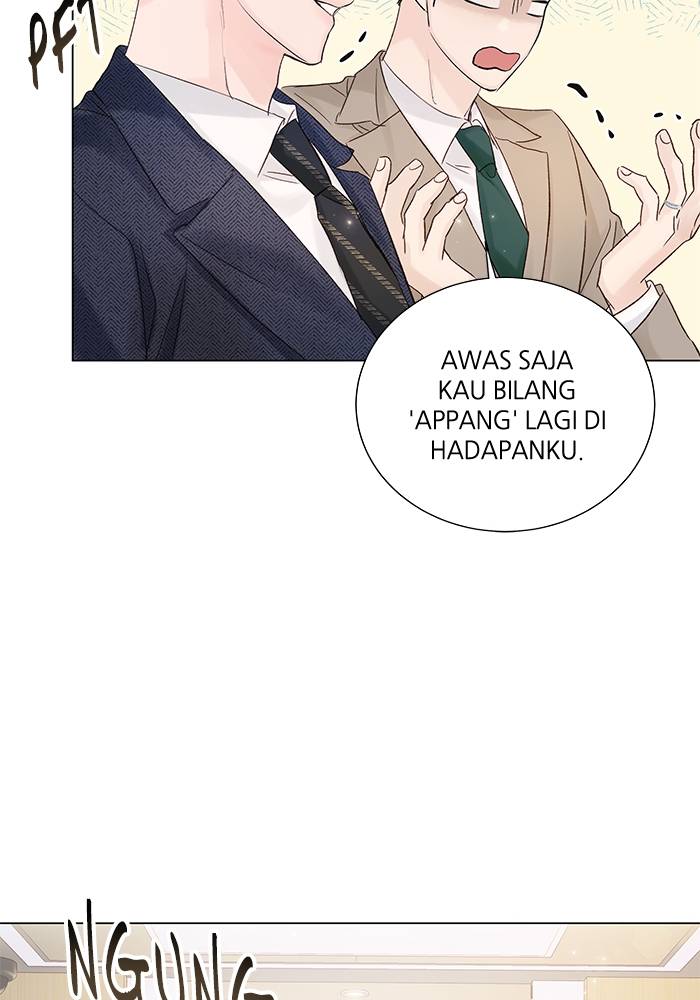 PFT
AWAS SAJA
KAU BILANG
'APPANG' LAGI DI
HADAPANKU.
NGUNG